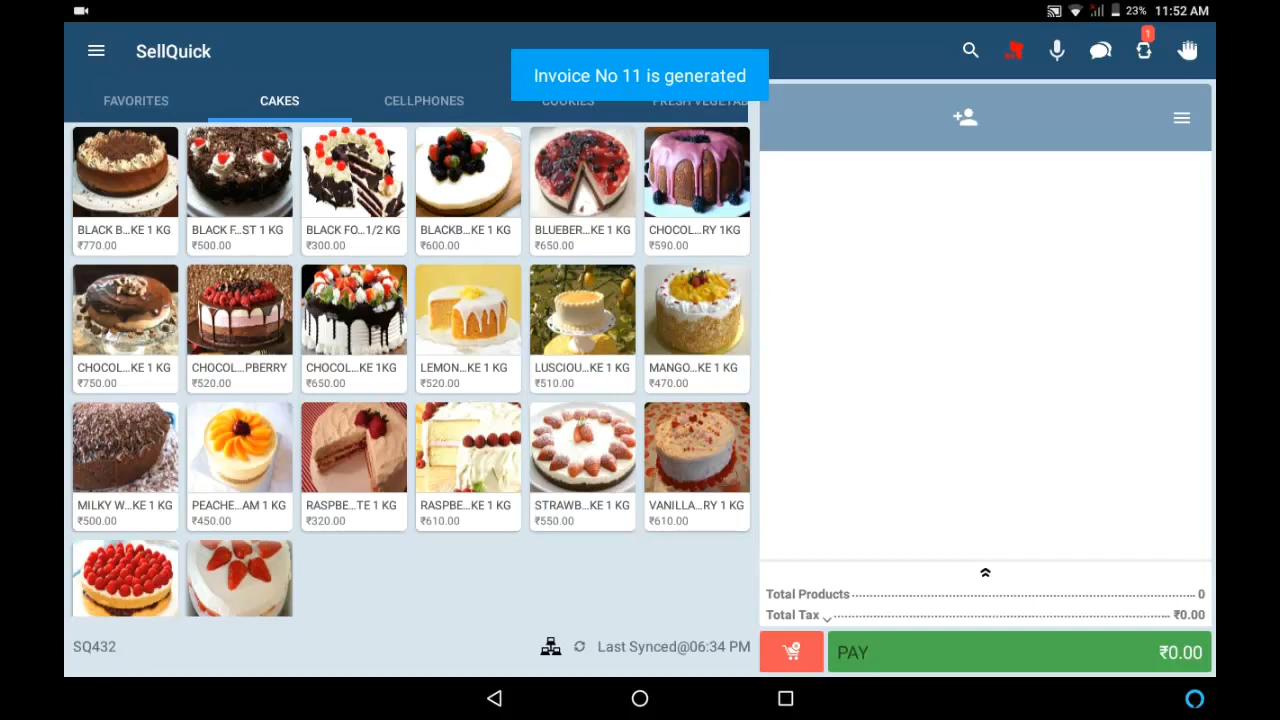 23% 11:52 AM
SellQuick
1
Invoice No 11 is generated
FAVORITES CAKES CELLPHONES COOKIES FRESH VEGETAB
BLACK B...KE 1 KG BLACK F...ST 1 KG BLACK FO...1/2 KG BLACKB...KE 1 KG BLUEBER...KE 1 KG CHOCOL...RY 1KG
₹770.00 ₹500.00 ₹300.00 ₹600.00 ₹650.00 ₹590.00
CHOCOL...KE 1 KG CHOCOL...PBERRY CHOCOL...KE 1KG LEMON...KE 1 KG LUSCIOU...KE 1 KG MANGO...KE 1 KG
₹750.00 ₹520.00 ₹650.00 ₹520.00 ₹510.00 ₹470.00
MILKY W...KE 1 KG PEACHE...AM 1 KG RASPBE...TE 1 KG RASPBE...KE 1 KG STRAWB...KE 1 KG VANILLA...RY 1 KG
₹500.00 ₹450.00 ₹320.00 ₹610.00 ₹550.00 ₹610.00
Total Products 0
Total Tax ₹0.00
SQ432 Last Synced@06:34 PM
PAY ₹0.00